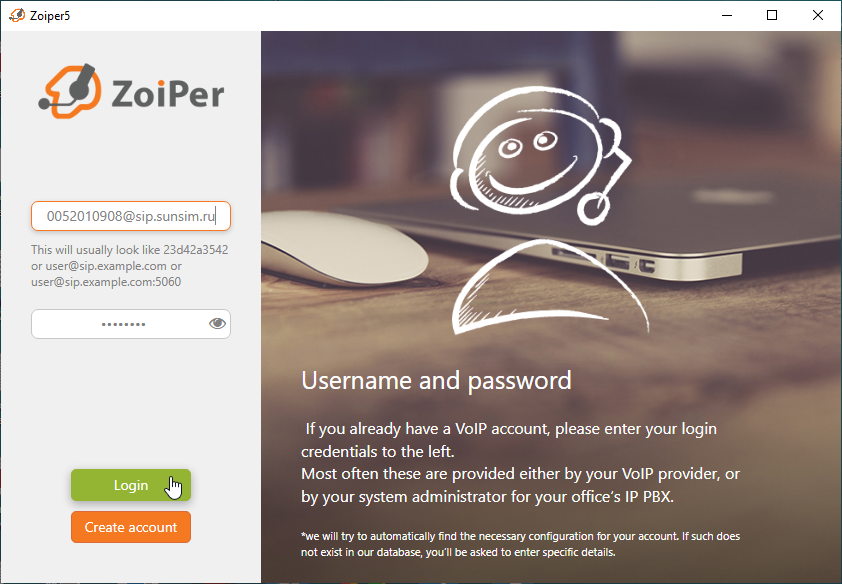 Zoiper5
ZoiPer
0052010908@sip.sunsim.ru
This will usually look like 23d42a3542
or user@sip.example.com or
user@sip.example.com:5060
••••••••
Login
Create account
Username and password
If you already have a VoIP account, please enter your login
credentials to the left.
Most often these are provided either by your VoIP provider, or
by your system administrator for your office's IP PBX.
*we will try to automatically find the necessary configuration for your account. If such does
not exist in our database, you'll be asked to enter specific details.